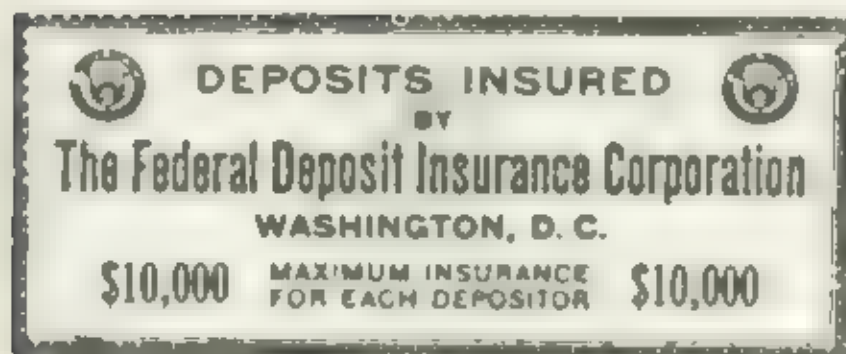 DEPOSITS INSURED
BY
The Federal Deposit Insurance Corporation
WASHINGTON, D. C.
$10,000 MAXIMUM INSURANCE FOR EACH DEPOSITOR $10,000